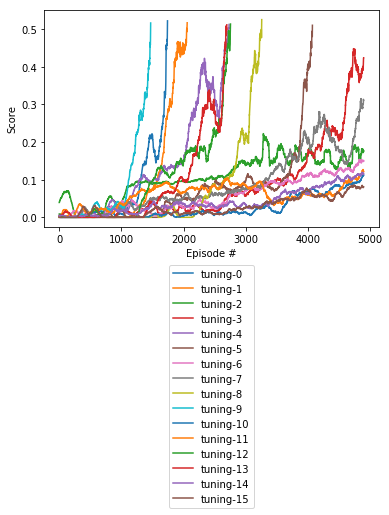 0.5
0.4
0.3
0.2
0.1
0.0
Score
0 1000 2000 3000 4000 5000
Episode #
tuning-0
tuning-1
tuning-2
tuning-3
tuning-4
tuning-5
tuning-6
tuning-7
tuning-8
tuning-9
tuning-10
tuning-11
tuning-12
tuning-13
tuning-14
tuning-15